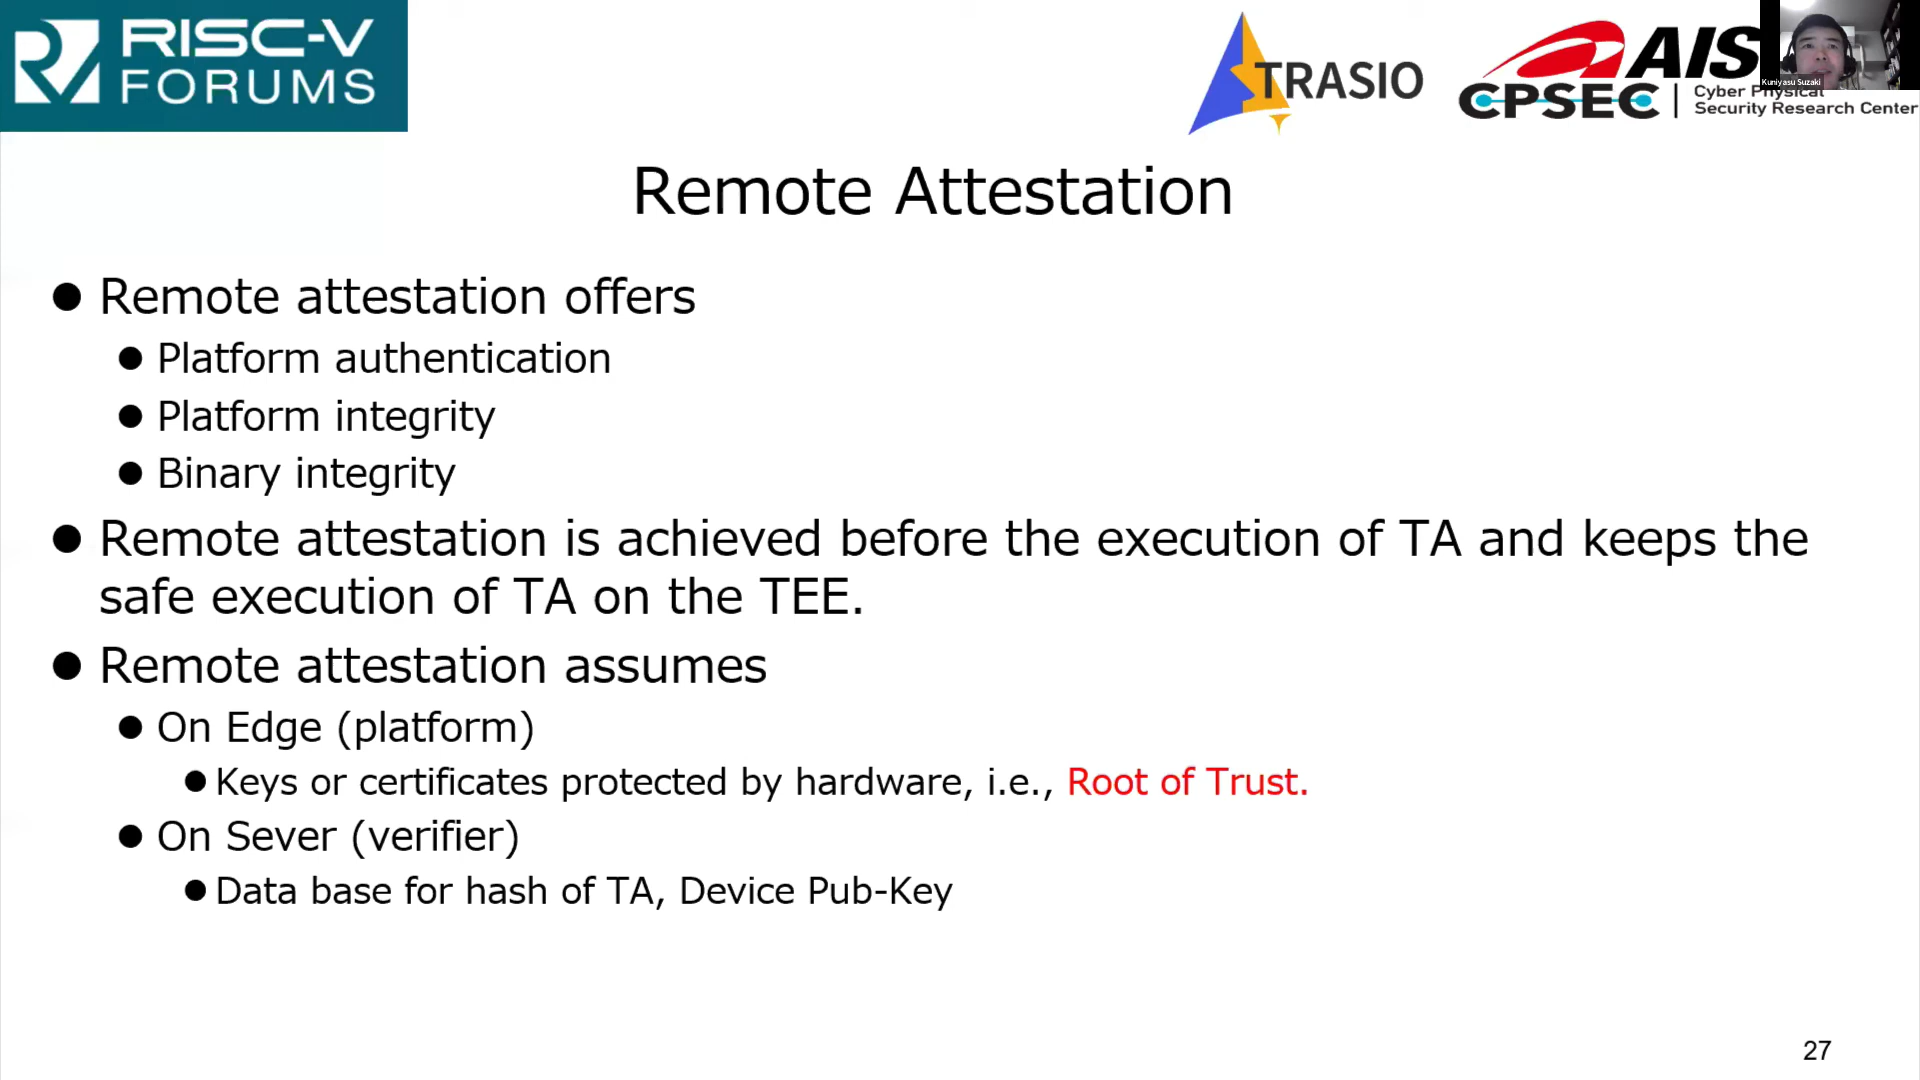 RISC-V
FORUMS
TRASIO
AIS
CPSEC
Cyber Physical
Security Research Center
Kuniyasu Suzaki
Remote Attestation
● Remote attestation offers
● Platform authentication
● Platform integrity
● Binary integrity
● Remote attestation is achieved before the execution of TA and keeps the
safe execution of TA on the TEE.
● Remote attestation assumes
● On Edge (platform)
● Keys or certificates protected by hardware, i.e., Root of Trust.
● On Sever (verifier)
● Data base for hash of TA, Device Pub-Key
27